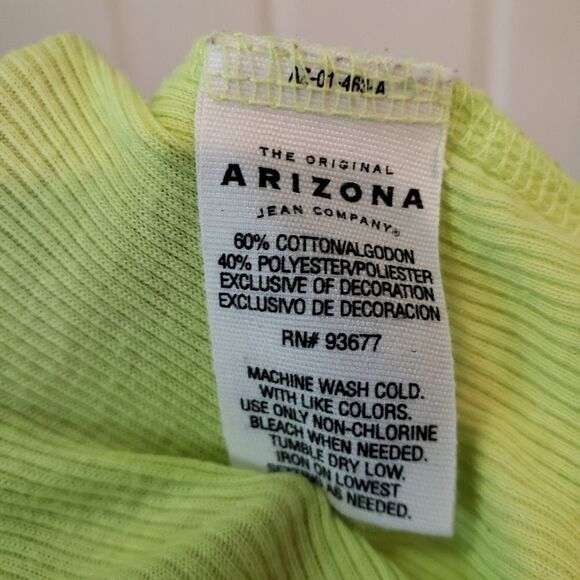 THE ORIGINAL
ARIZONA
JEAN COMPANY®
60% COTTON/ALGODON
40% POLYESTER/POLIESTER
EXCLUSIVE OF DECORATION
EXCLUSIVO DE DECORACION
RN# 93677
MACHINE WASH COLD.
WITH LIKE COLORS.
USE ONLY NON-CHLORINE
BLEACH WHEN NEEDED.
TUMBLE DRY LOW.
IRON ON LOWEST
AS NEEDED.